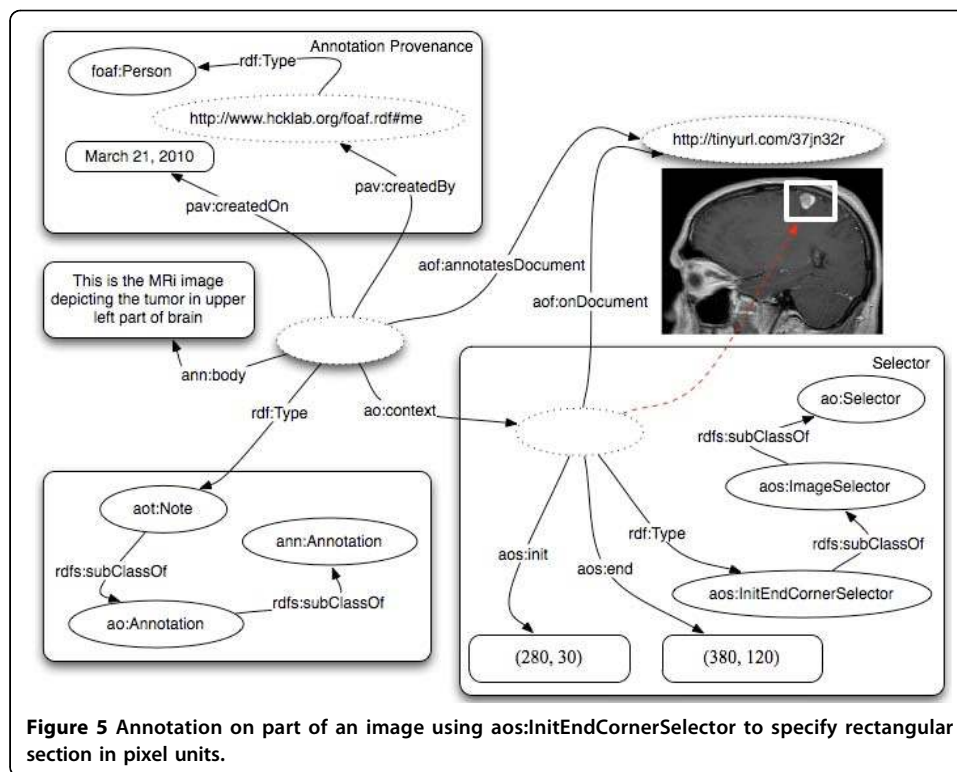 Annotation Provenance
foaf:Person
rdf:Type
http://www.hcklab.org/foaf.rdf#me
March 21, 2010
pav:createdOn
pav:createdBy
http://tinyurl.com/37jn32r
aof:annotatesDocument
aof:onDocument
This is the MRi image
depicting the tumor in upper
left part of brain
ann:body
rdf:Type
ao:context
Selector
ao:Selector
rdfs:subClassOf
aos:ImageSelector
rdf:Type
rdfs:subClassOf
aos:InitEndCornerSelector
aos:init
aos:end
(280, 30)
(380, 120)
aot:Note
ann:Annotation
rdfs:subClassOf
rdfs:subClassOf
ao:Annotation
Figure 5 Annotation on part of an image using aos:InitEndCornerSelector to specify rectangular
section in pixel units.